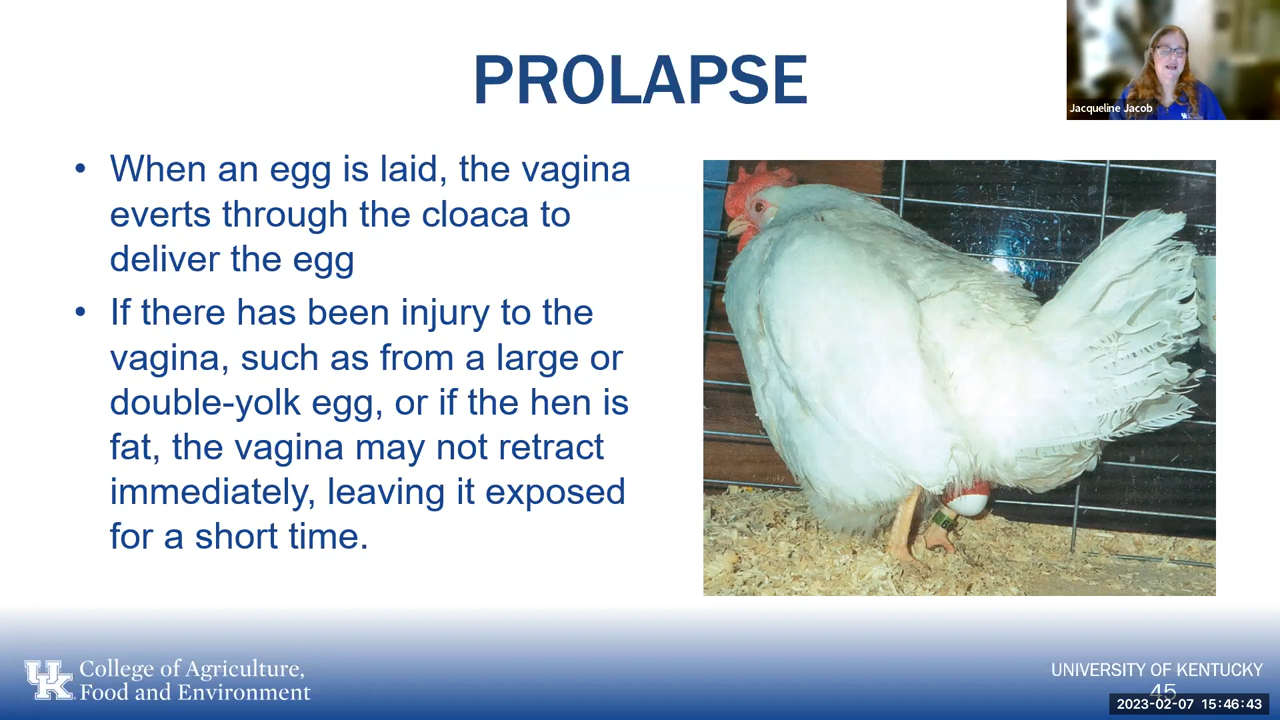 PROLAPSE
Jacqueline Jacob
• When an egg is laid, the vagina
everts through the cloaca to
deliver the egg
• If there has been injury to the
vagina, such as from a large or
double-yolk egg, or if the hen is
fat, the vagina may not retract
immediately, leaving it exposed
for a short time.
UK College of Agriculture,
Food and Environment
UNIVERSITY OF KENTUCKY
45
2023-02-07 15:46:43